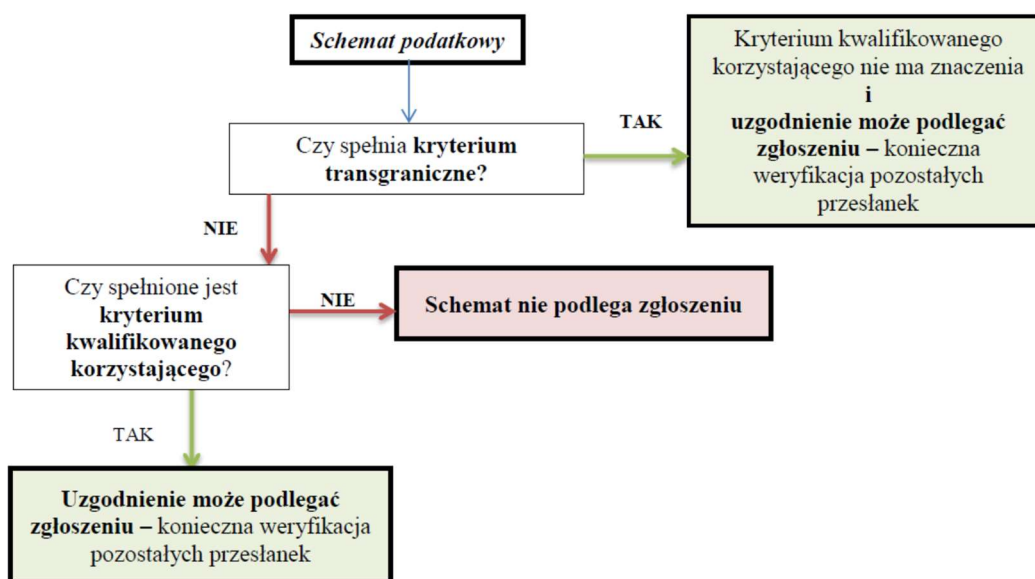 Schemat podatkowy
Czy spełnia kryterium
transgraniczne?
TAK
Kryterium kwalifikowanego
korzystającego nie ma znaczenia
i
uzgodnienie może podlegać
zgłoszeniu – konieczna
weryfikacja pozostałych
przesłanek
NIE
Czy spełnione jest
kryterium
kwalifikowanego
korzystającego?
NIE
Schemat nie podlega zgłoszeniu
TAK
Uzgodnienie może podlegać
zgłoszeniu – konieczna weryfikacja
pozostałych przesłanek